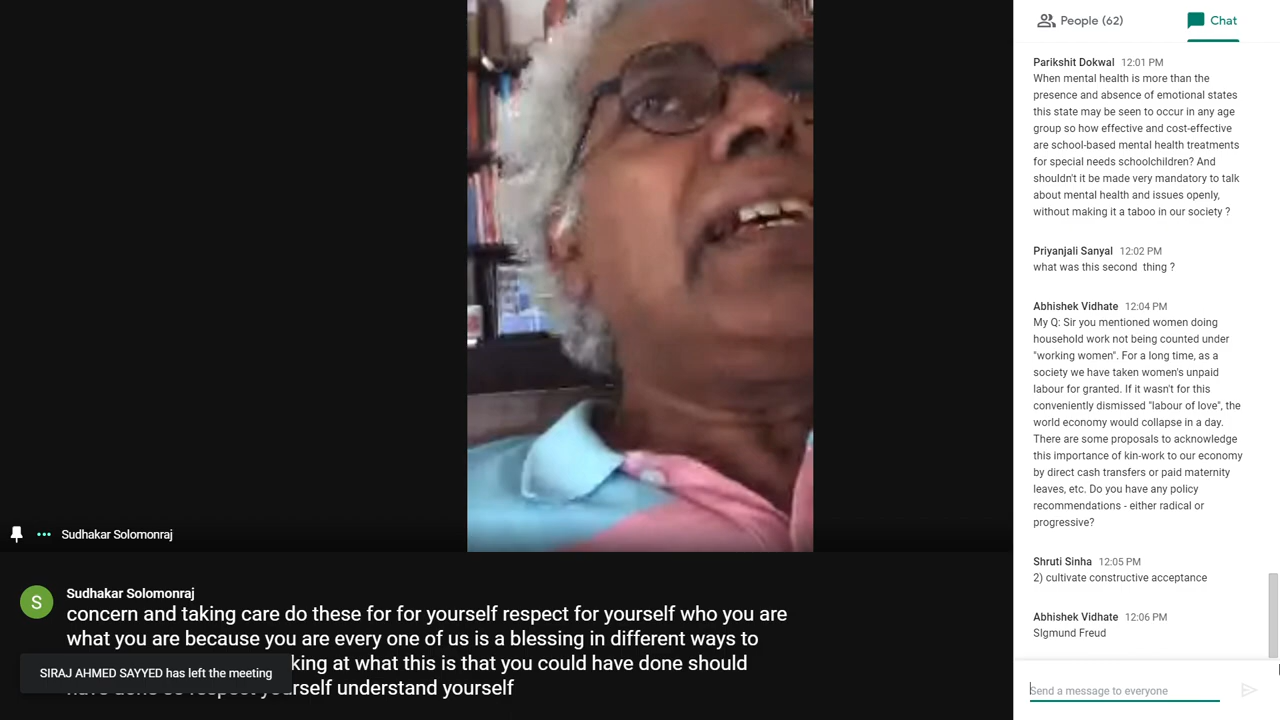 People (62)
Chat
Parikshit Dokwal 12:01 PM
When mental health is more than the
presence and absence of emotional states
this state may be seen to occur in any age
group so how effective and cost-effective
are school-based mental health treatments
for special needs schoolchildren? And
shouldn't it be made very mandatory to talk
about mental health and issues openly,
without making it a taboo in our society ?
Priyanjali Sanyal 12:02 PM
what was this second thing ?
Abhishek Vidhate 12:04 PM
My Q: Sir you mentioned women doing
household work not being counted under
"working women". For a long time, as a
society we have taken women's unpaid
labour for granted. If it wasn't for this
conveniently dismissed "labour of love", the
world economy would collapse in a day.
There are some proposals to acknowledge
this importance of kin-work to our economy
by direct cash transfers or paid maternity
leaves, etc. Do you have any policy
recommendations - either radical or
progressive?
Shruti Sinha 12:05 PM
2) cultivate constructive acceptance
Abhishek Vidhate 12:06 PM
SIgmund Freud
Send a message to everyone
Sudhakar Solomonraj
S
Sudhakar Solomonraj
concern and taking care do these for for yourself respect for yourself who you are
what you are because you are every one of us is a blessing in different ways to
king at what this is that you could have done should
yourself understand yourself
SIRAJ AHMED SAYYED has left the meeting